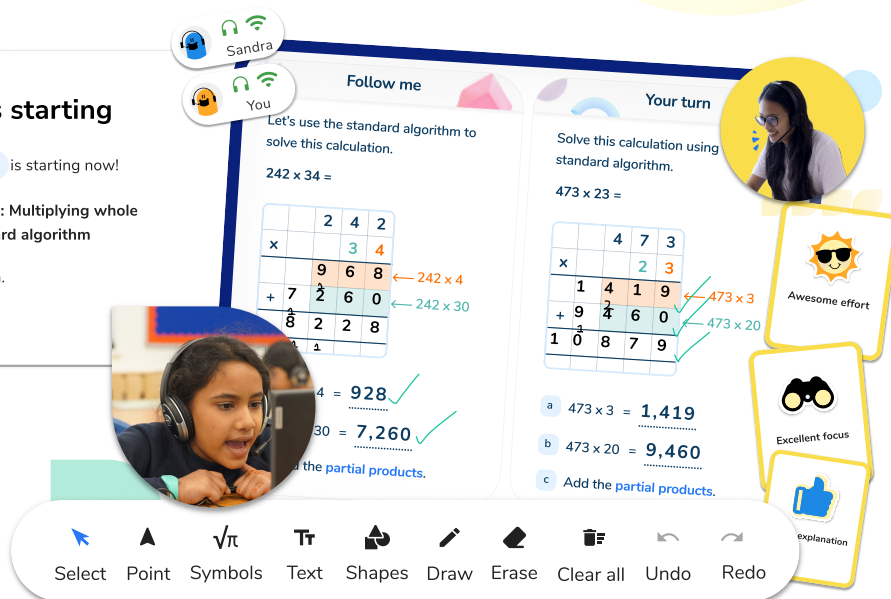 Sandra
You
s starting
is starting now!
: Multiplying whole
rd algorithm
Follow me
Let's use the standard algorithm to
solve this calculation.
242 x 34 =
2 4 2
x 3 4
9 6 8
242 x 4
+ 7 2 6 0
242 x 30
8 2 2 8
4 = 928
30 = 7,260
the partial products.
Your turn
Solve this calculation using
standard algorithm.
473 x 23 =
4 7 3
x 2 3
1 4 1 9
473 x 3
+ 9 4 6 0
473 x 20
1 0 8 7 9
a 473 x 3 = 1,419
b 473 x 20 = 9,460
c Add the partial products.
Awesome effort
Excellent focus
explanation
Select Point Symbols Text Shapes Draw Erase Clear all Undo Redo